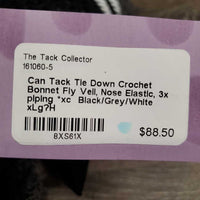 The Tack Collector
161060-5
Can Tack Tie Down Crochet
Bonnet Fly Veil, Nose Elastic, 3x
piping *xc Black/Grey/White
xLg?H
8XS61X
$88.50